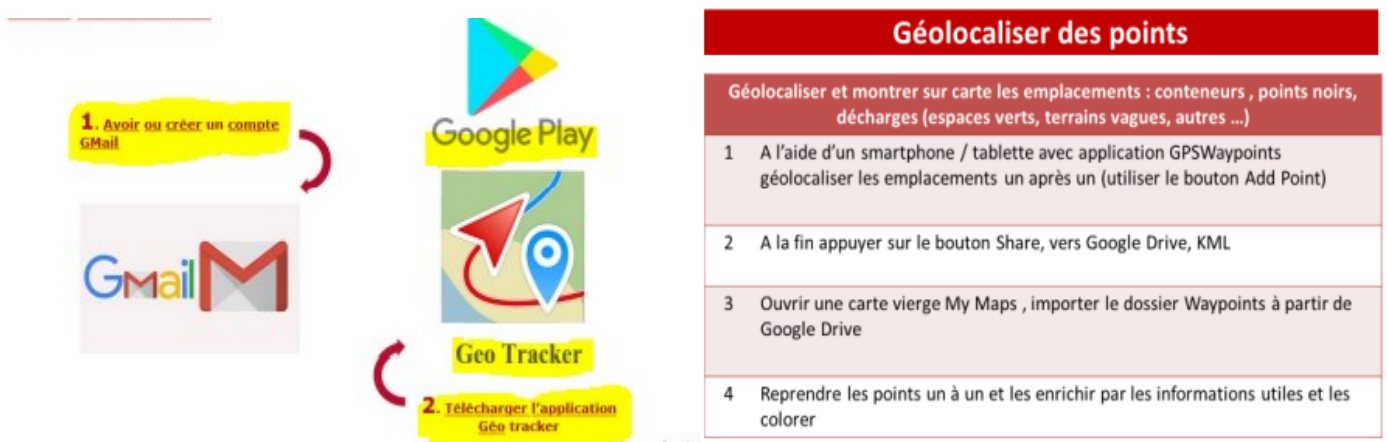 1. Avoir ou créer un compte
GMail
Gmail
Google Play
Geo Tracker
2. Télécharger l'application
Géo tracker
Géolocaliser des points
Géolocaliser et montrer sur carte les emplacements : conteneurs , points noirs,
décharges (espaces verts, terrains vagues, autres ...)
1 A l'aide d'un smartphone / tablette avec application GPSWaypoints
géolocaliser les emplacements un après un (utiliser le bouton Add Point)
2 A la fin appuyer sur le bouton Share, vers Google Drive, KML
3 Ouvrir une carte vierge My Maps , importer le dossier Waypoints à partir de
Google Drive
4 Reprendre les points un à un et les enrichir par les informations utiles et les
colorer